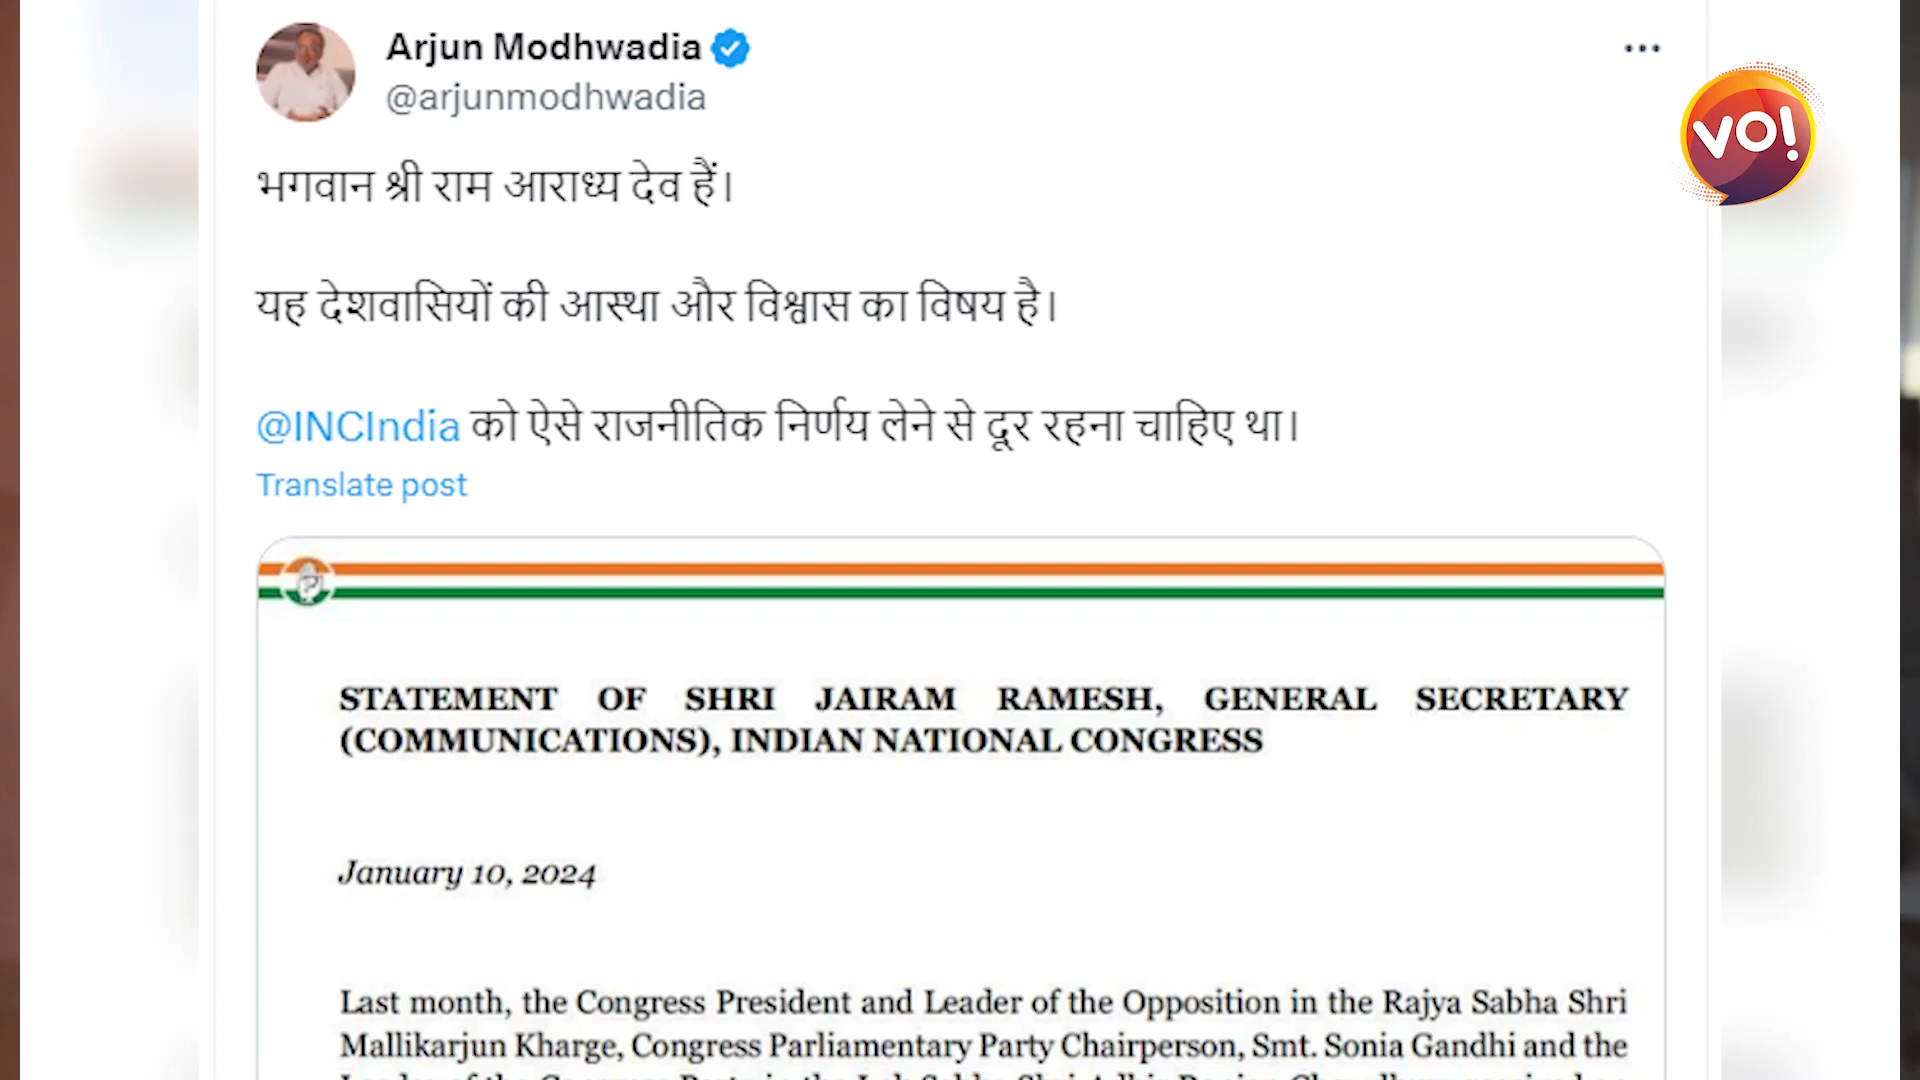 Arjun Modhwadia
@arjunmodhwadia
VO!
भगवान श्री राम आराध्य देव हैं।
यह देशवासियों की आस्था और विश्वास का विषय है।
@INCIndia को ऐसे राजनीतिक निर्णय लेने से दूर रहना चाहिए था।
Translate post
STATEMENT OF SHRI JAIRAM RAMESH, GENERAL SECRETARY
(COMMUNICATIONS), INDIAN NATIONAL CONGRESS
January 10, 2024
Last month, the Congress President and Leader of the Opposition in the Rajya Sabha Shri
Mallikarjun Kharge, Congress Parliamentary Party Chairperson, Smt. Sonia Gandhi and the